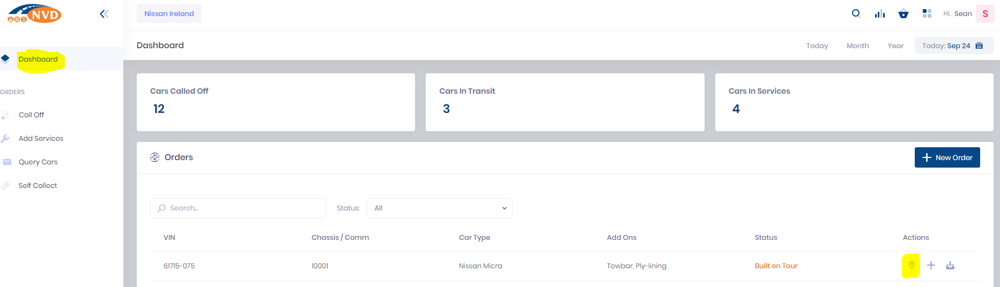 NVD
Nissan Ireland
Hi, Sean S
Dashboard
Dashboard
Today Month Year Today: Sep 24
ORDERS
Call Off
Add Services
Query Cars
Self Collect
Cars Called Off
12
Cars In Transit
3
Cars In Services
4
Orders
New Order
Search...
Status: All
VIN Chassis / Comm Car Type Add Ons Status Actions
61715-075 10001 Nissan Micra Towbar, Ply-lining Built on Tour